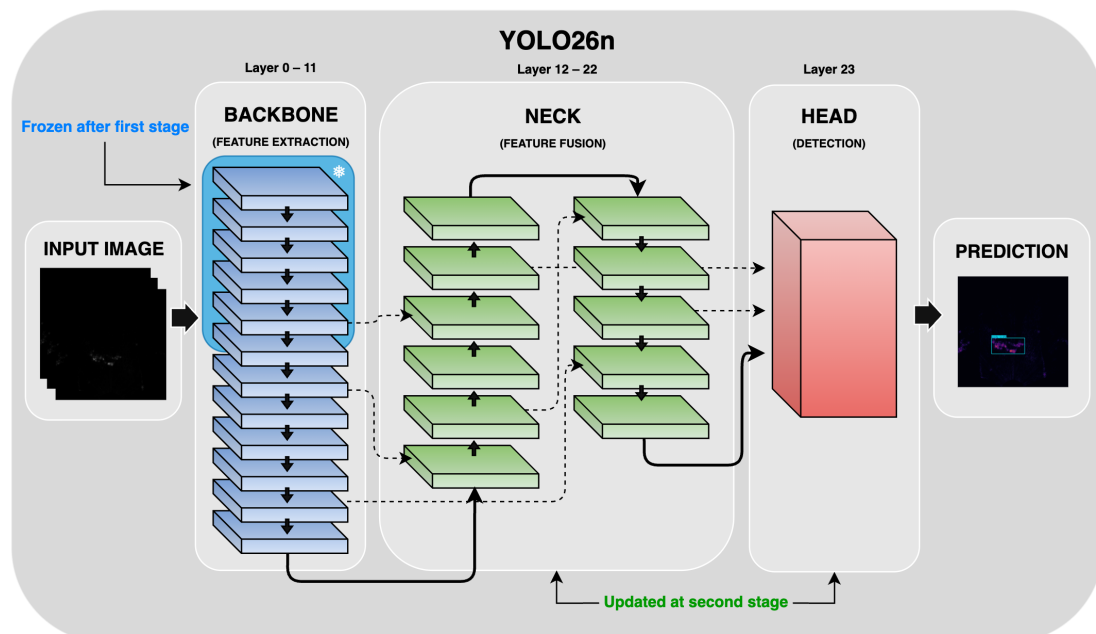 YOLO26n
Layer 0 – 11
Layer 12 – 22
Layer 23
BACKBONE
(FEATURE EXTRACTION)
NECK
(FEATURE FUSION)
HEAD
(DETECTION)
Frozen after first stage
INPUT IMAGE
PREDICTION
Updated at second stage